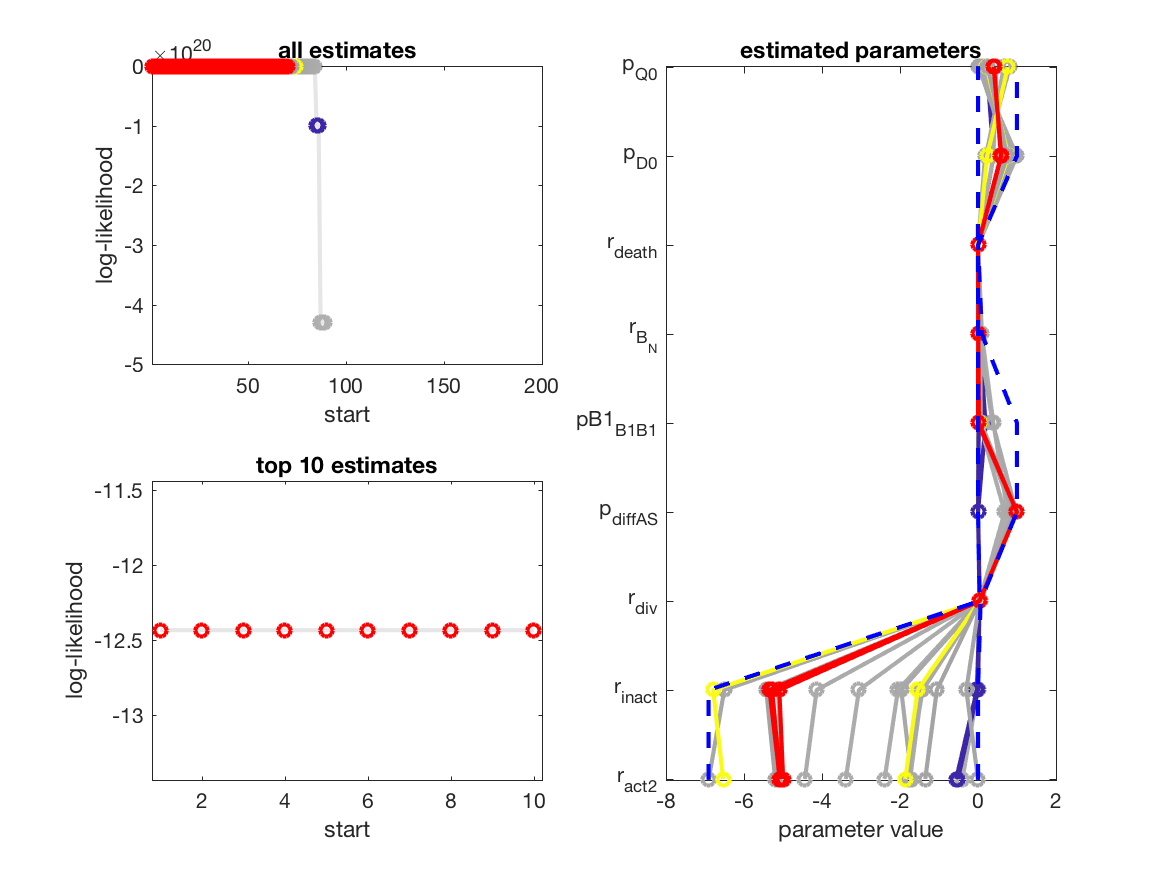 all estimates
×10^20
0
-1
-2
-3
-4
-5
log-likelihood
50
100
150
200
start
top 10 estimates
-11.5
-12
-12.5
-13
log-likelihood
2
4
6
8
10
start
estimated parameters
p_Q0
p_D0
r_death
r_B_N
pB1_B1B1
p_diffAS
r_div
r_inact
r_act2
-8
-6
-4
-2
0
2
parameter value